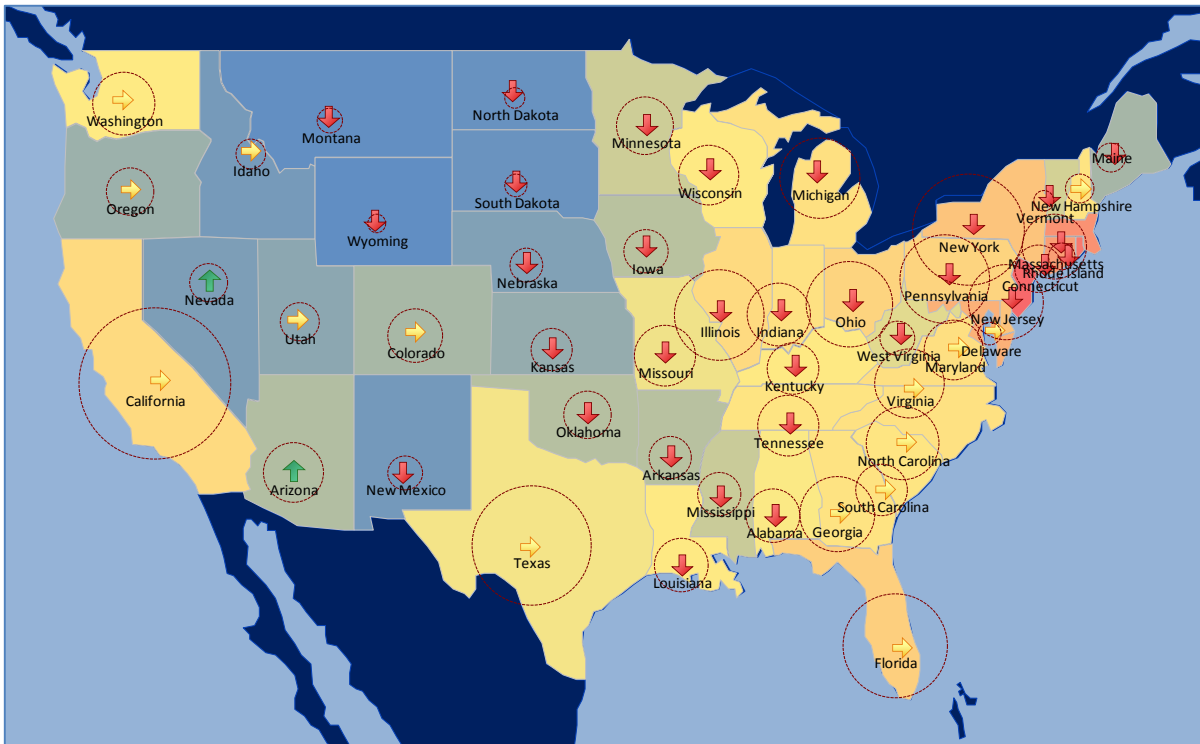 North Dakota
Washington
Montana
Minnesota
Maine
Idaho
Wisconsin
Michigan
South Dakota
Oregon
New Hampshire
Vermont
Wyoming
New York
Massachusetts
Iowa
Rhode Island
Nebraska
Connecticut
Pennsylvania
Nevada
New Jersey
Illinois
Indiana
Ohio
Utah
Colorado
Delaware
West Virginia
Kansas
Missouri
Maryland
Kentucky
California
Virginia
Oklahoma
Tennessee
North Carolina
Arkansas
Arizona
New Mexico
South Carolina
Mississippi
Alabama
Georgia
Texas
Louisiana
Florida